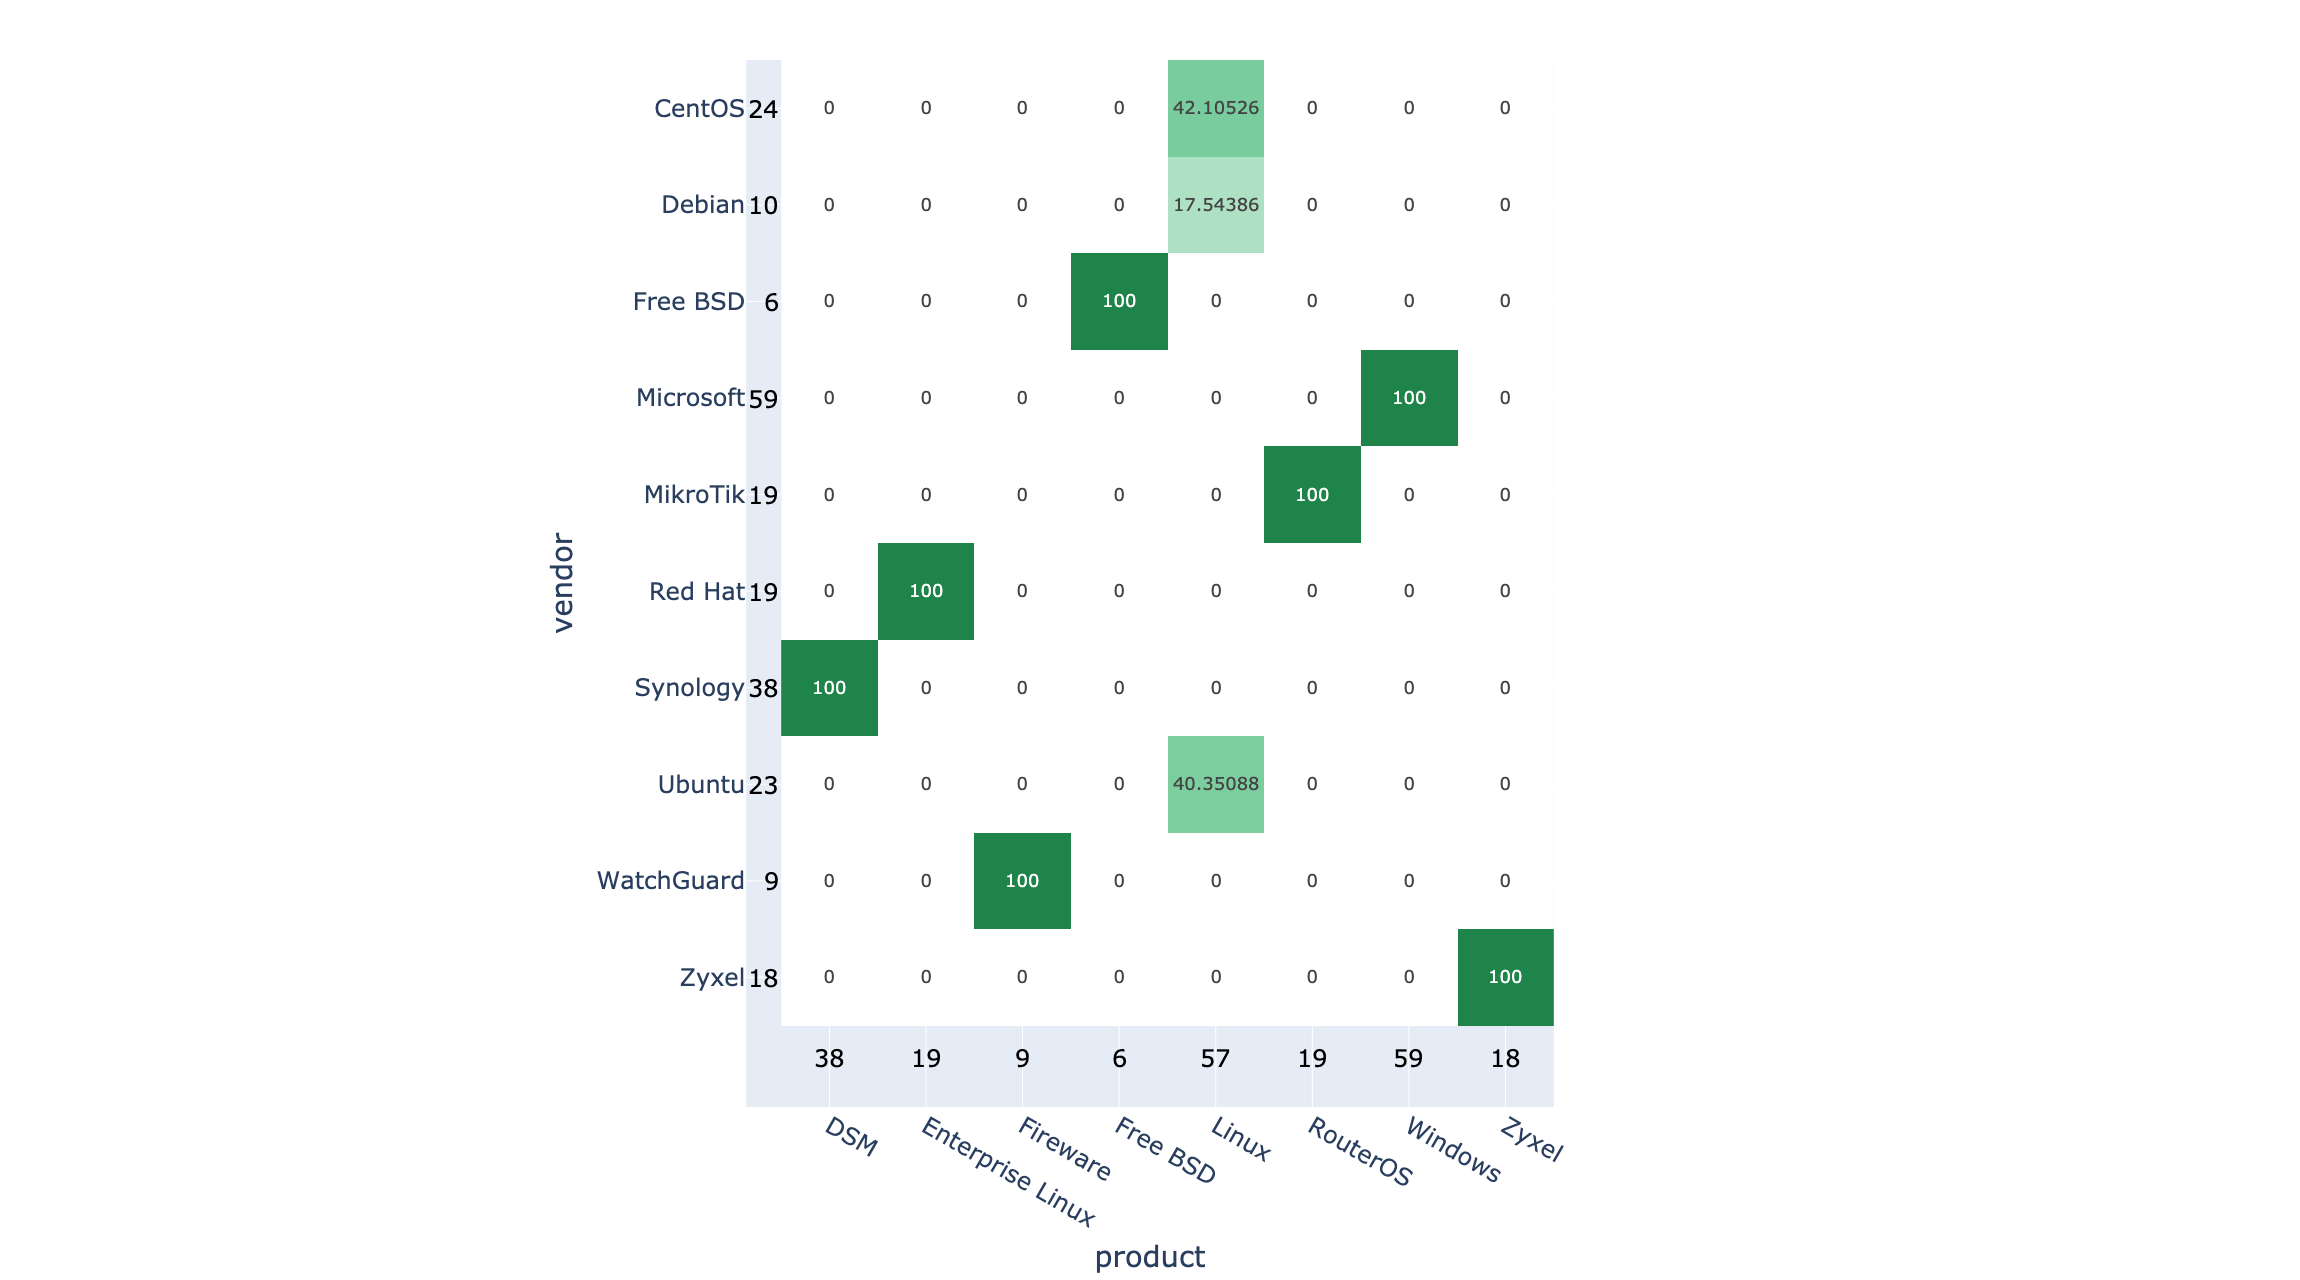 CentOS 24 0 0 0 0 42.10526 0 0 0
Debian 10 0 0 0 0 17.54386 0 0 0
Free BSD 6 0 0 0 100 0 0 0 0
Microsoft 59 0 0 0 0 0 0 100 0
MikroTik 19 0 0 0 0 0 100 0 0
vendor
Red Hat 19 0 100 0 0 0 0 0 0
Synology 38 100 0 0 0 0 0 0 0
Ubuntu 23 0 0 0 0 40.35088 0 0 0
WatchGuard 9 0 0 100 0 0 0 0 0
Zyxel 18 0 0 0 0 0 0 0 100
38 19 9 6 57 19 59 18
DSM
Enterprise Linux
Fireware
Free BSD
Linux
RouterOS
Windows
Zyxel
product